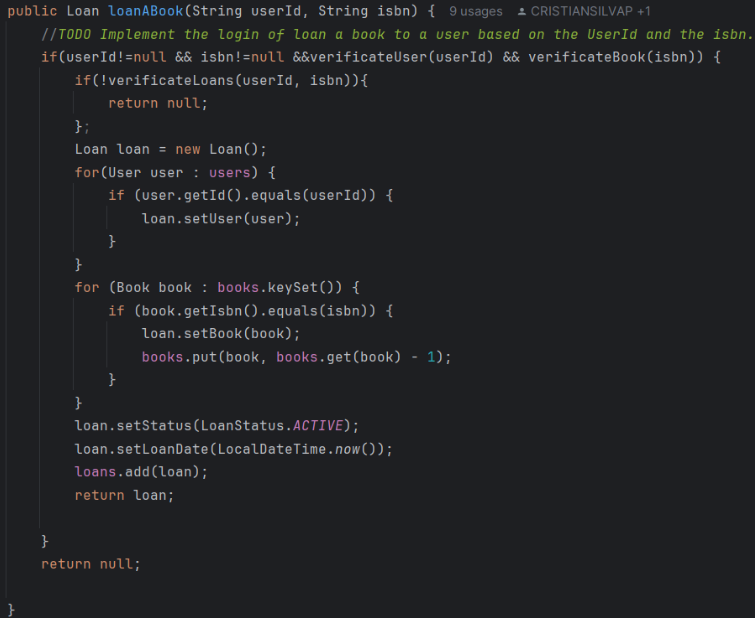 public Loan loanABook(String userId, String isbn) { 9 usages CRISTIANSILVAP +1
//TODO Implement the login of loan a book to a user based on the UserId and the isbn.
if(userId!=null && isbn!=null &&verificateUser(userId) && verificateBook(isbn)) {
if(!verificateLoans(userId, isbn)){
return null;
};
Loan loan = new Loan();
for(User user : users) {
if (user.getId().equals(userId)) {
loan.setUser(user);
}
}
for (Book book : books.keySet()) {
if (book.getIsbn().equals(isbn)) {
loan.setBook(book);
books.put(book, books.get(book) - 1);
}
}
loan.setStatus(LoanStatus.ACTIVE);
loan.setLoanDate(LocalDateTime.now());
loans.add(loan);
return loan;
}
return null;
}